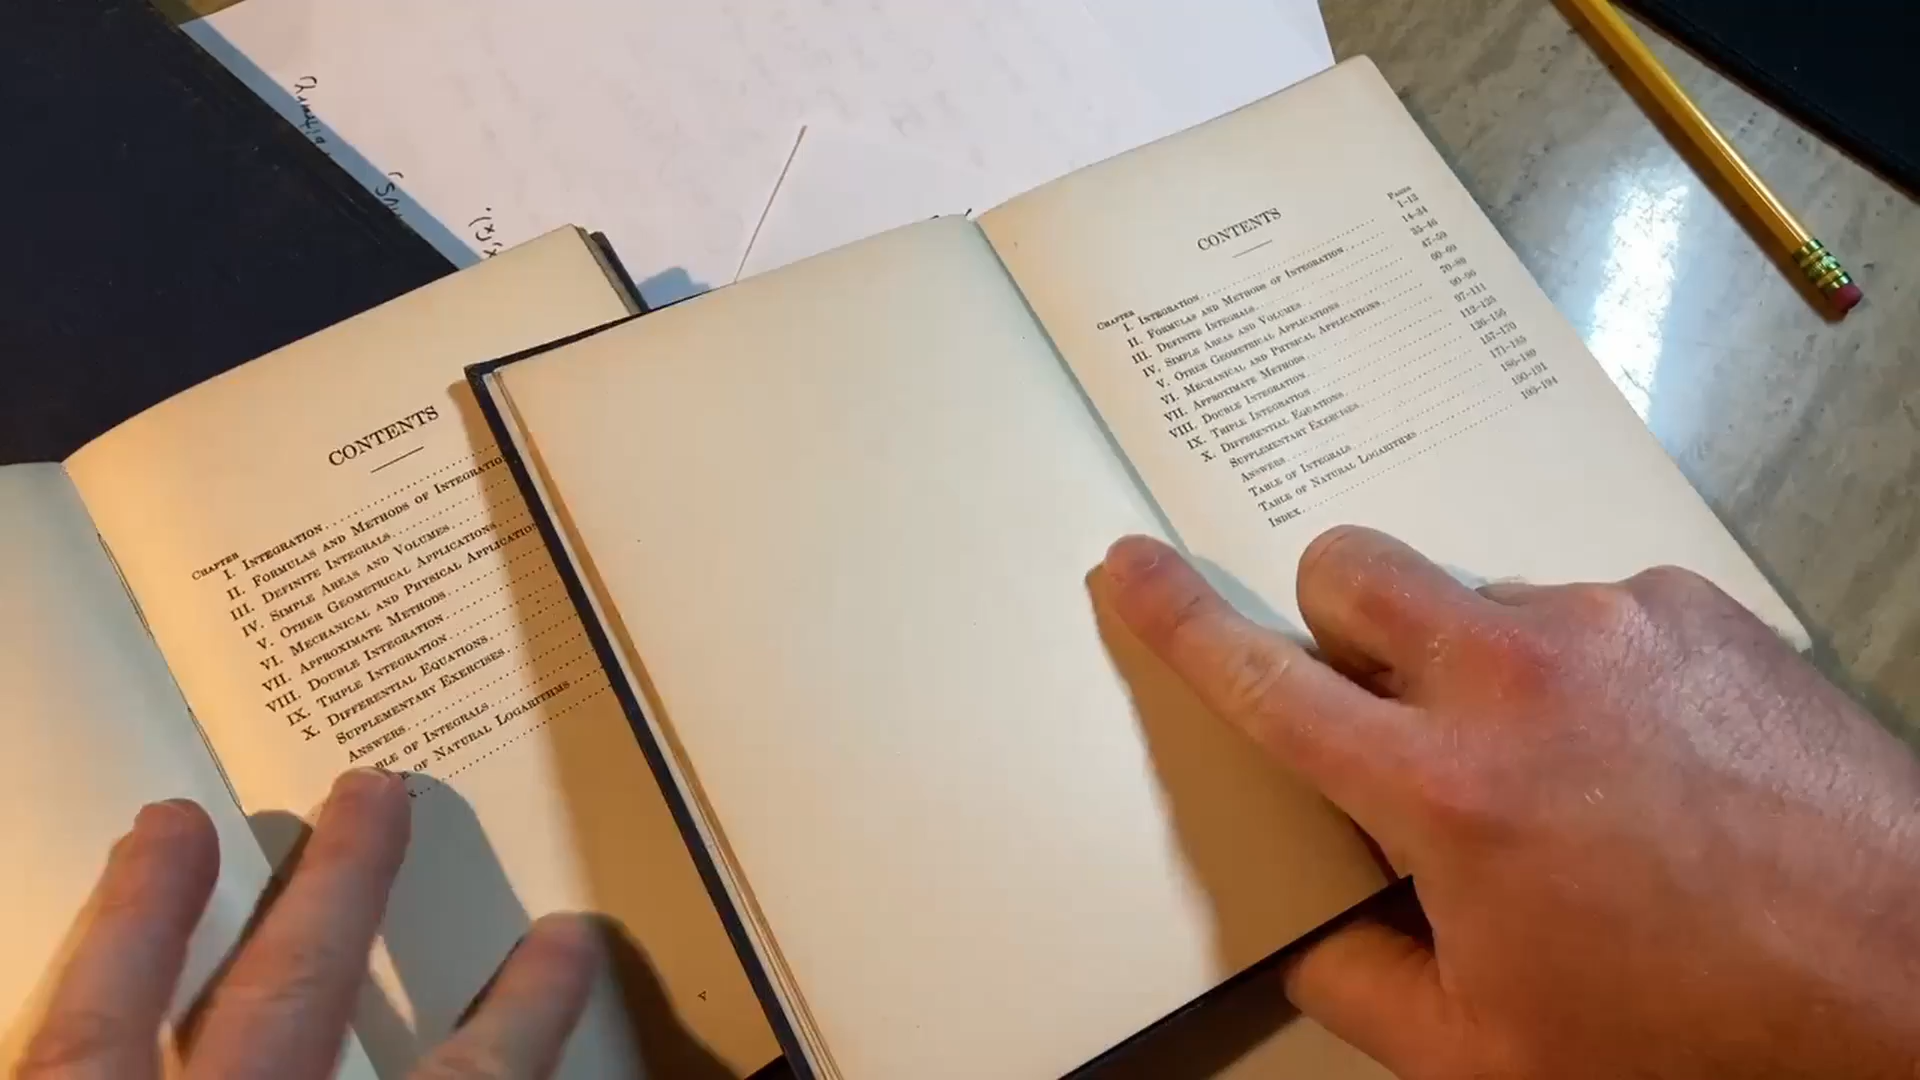 CONTENTS
CHAPTER
I. INTEGRATION
II. FORMULAS AND METHODS OF INTEGRATION
III. DEFINITE INTEGRALS
IV. SIMPLE AREAS AND VOLUMES
V. OTHER GEOMETRICAL APPLICATIONS
VI. MECHANICAL AND PHYSICAL APPLICATIONS
VII. APPROXIMATE METHODS
VIII. DOUBLE INTEGRATION
IX. TRIPLE INTEGRATION
X. DIFFERENTIAL EQUATIONS
SUPPLEMENTARY EXERCISES
ANSWERS
OF INTEGRALS
OF NATURAL LOGARITHMS
v
CONTENTS
CHAPTER PAGES
I. INTEGRATION 1-13
II. FORMULAS AND METHODS OF INTEGRATION 14-34
III. DEFINITE INTEGRALS 35-46
IV. SIMPLE AREAS AND VOLUMES 47-59
V. OTHER GEOMETRICAL APPLICATIONS 60-69
VI. MECHANICAL AND PHYSICAL APPLICATIONS 70-89
VII. APPROXIMATE METHODS 90-96
VIII. DOUBLE INTEGRATION 97-111
IX. TRIPLE INTEGRATION 112-125
X. DIFFERENTIAL EQUATIONS 126-156
SUPPLEMENTARY EXERCISES 157-170
ANSWERS 171-185
TABLE OF INTEGRALS 186-189
TABLE OF NATURAL LOGARITHMS 190-191
INDEX 193-194